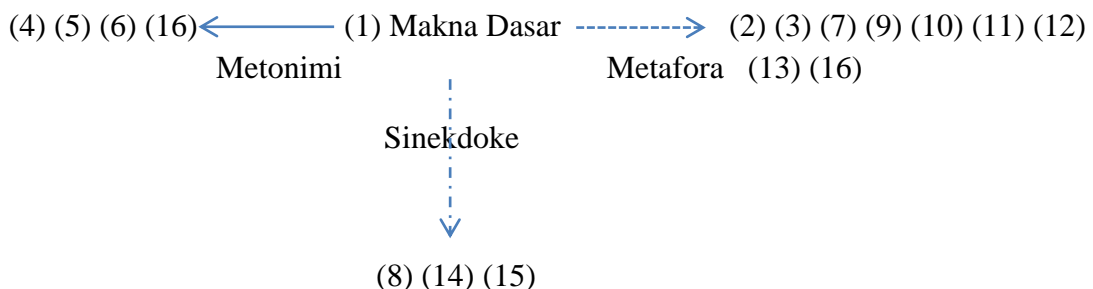 (4) (5) (6) (16) (1) Makna Dasar (2) (3) (7) (9) (10) (11) (12)
Metonimi Metafora (13) (16)
Sinekdoke
(8) (14) (15)